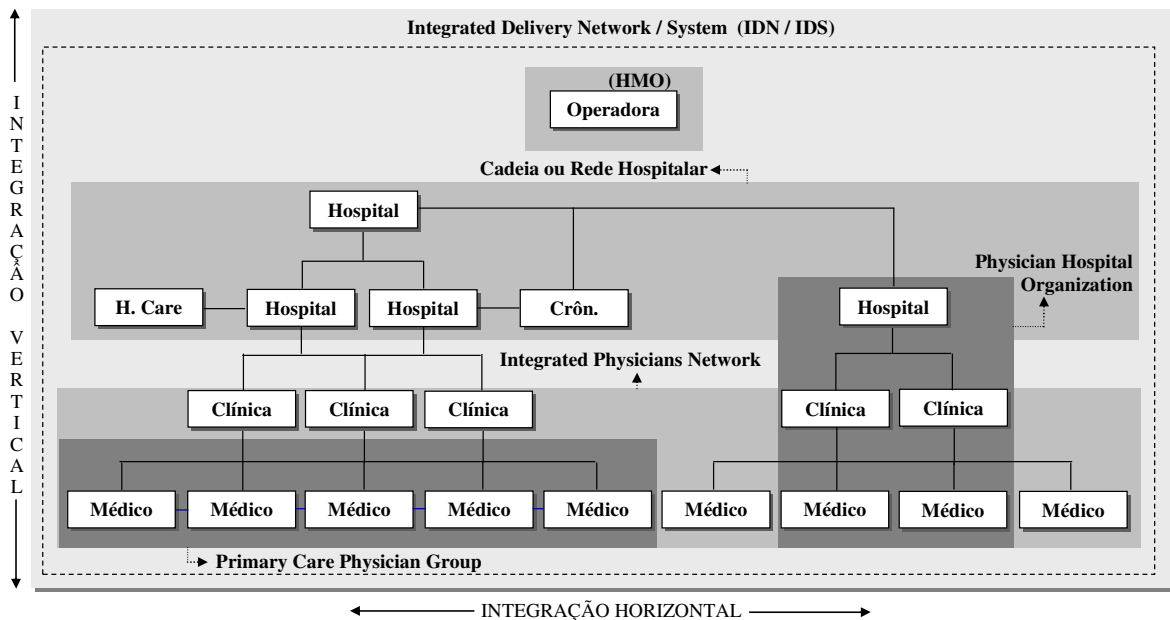 Integrated Delivery Network / System (IDN / IDS)
(HMO)
Operadora
Cadeia ou Rede Hospitalar
Hospital
Physician Hospital
Organization
H. Care
Hospital
Hospital
Crôn.
Hospital
Integrated Physicians Network
Clínica
Clínica
Clínica
Clínica
Clínica
Médico
Médico
Médico
Médico
Médico
Médico
Médico
Médico
Médico
Primary Care Physician Group
INTEGRAÇÂO VERTICAL
INTEGRAÇÃO HORIZONTAL